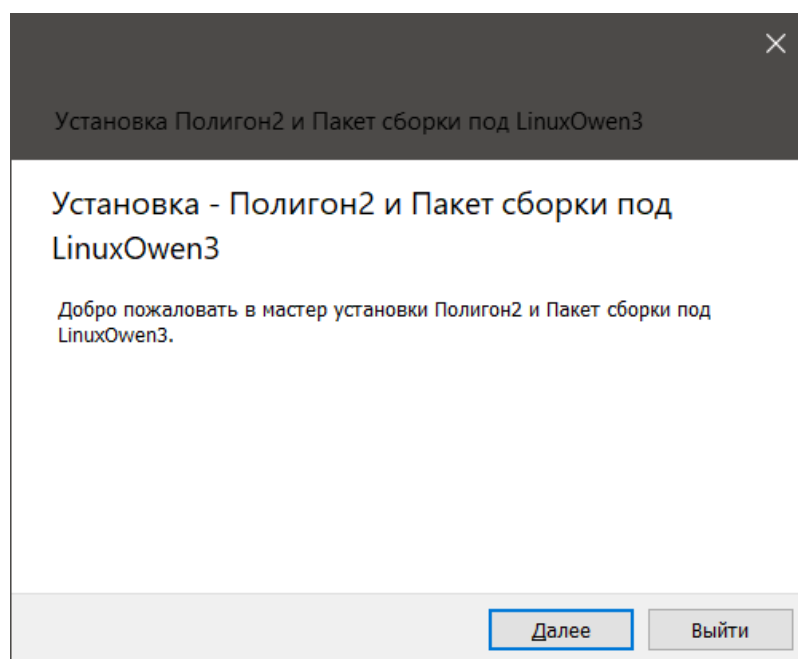 Установка Полигон2 и Пакет сборки под LinuxOwen3
Установка - Полигон2 и Пакет сборки под
LinuxOwen3
Добро пожаловать в мастер установки Полигон2 и Пакет сборки под
LinuxOwen3.
Далее
Выйти